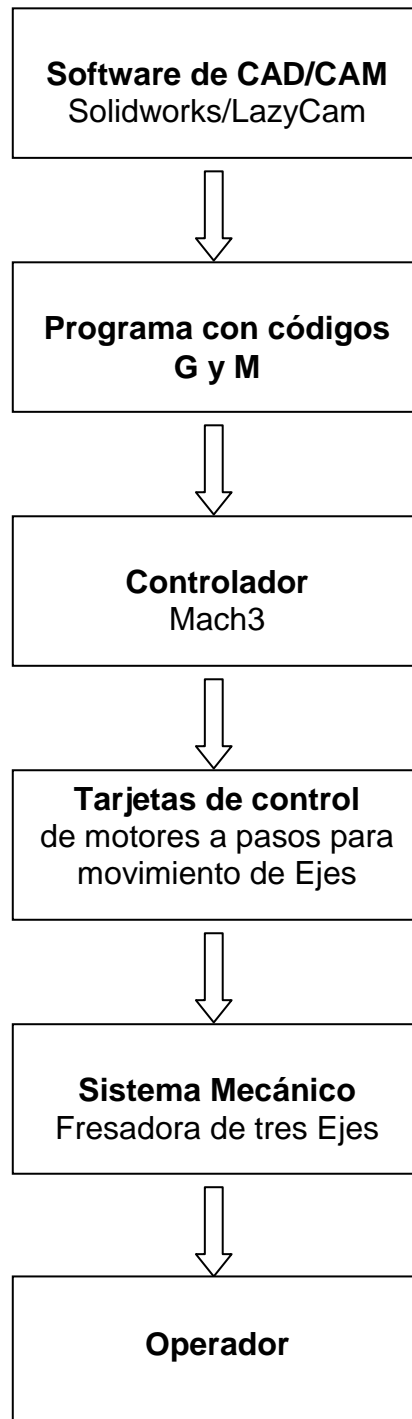 Software de CAD/CAM
Solidworks/LazyCam
Programa con códigos
G y M
Controlador
Mach3
Tarjetas de control
de motores a pasos para
movimiento de Ejes
Sistema Mecánico
Fresadora de tres Ejes
Operador